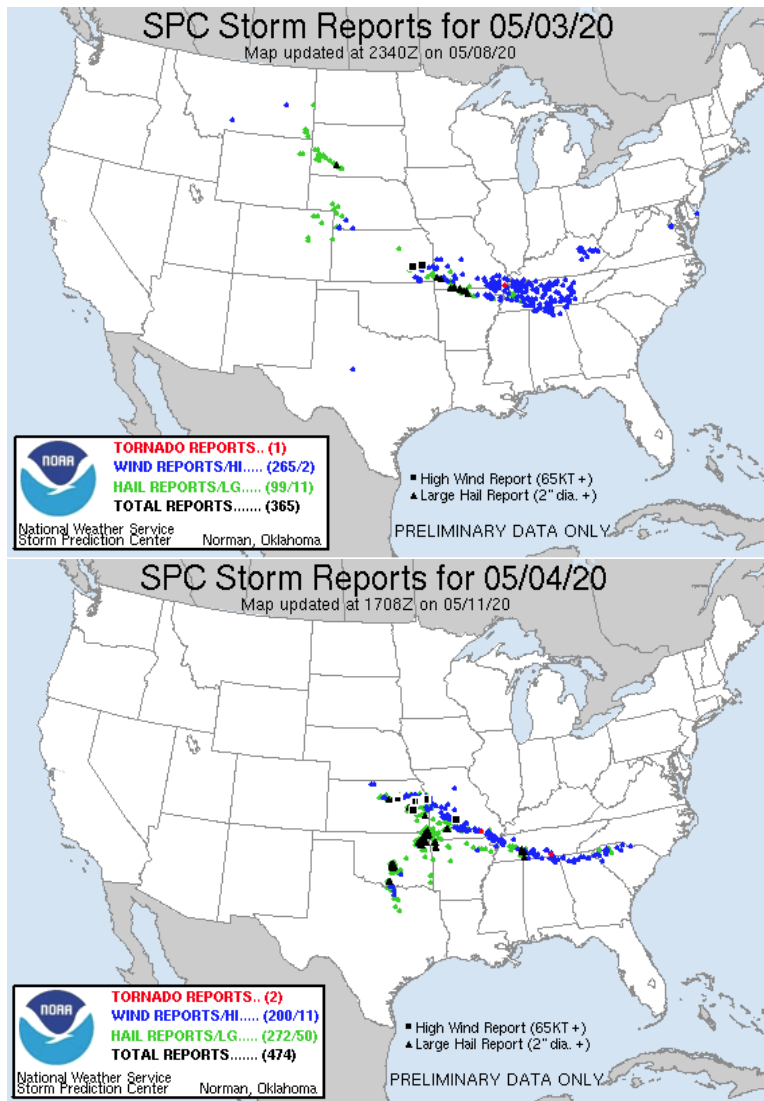 SPC Storm Reports for 05/03/20
Map updated at 2340Z on 05/08/20
NOAA
TORNADO REPORTS.. (1)
WIND REPORTS/HI..... (265/2)
HAIL REPORTS/LG..... (99/11)
TOTAL REPORTS....... (365)
National Weather Service
Storm Prediction Center Norman, Oklahoma
High Wind Report (65KT +)
Large Hail Report (2" dia. +)
PRELIMINARY DATA ONLY
SPC Storm Reports for 05/04/20
Map updated at 1708Z on 05/11/20
NOAA
TORNADO REPORTS.. (2)
WIND REPORTS/HI..... (200/11)
HAIL REPORTS/LG..... (272/50)
TOTAL REPORTS....... (474)
National Weather Service
Storm Prediction Center Norman, Oklahoma
High Wind Report (65KT +)
Large Hail Report (2" dia. +)
PRELIMINARY DATA ONLY